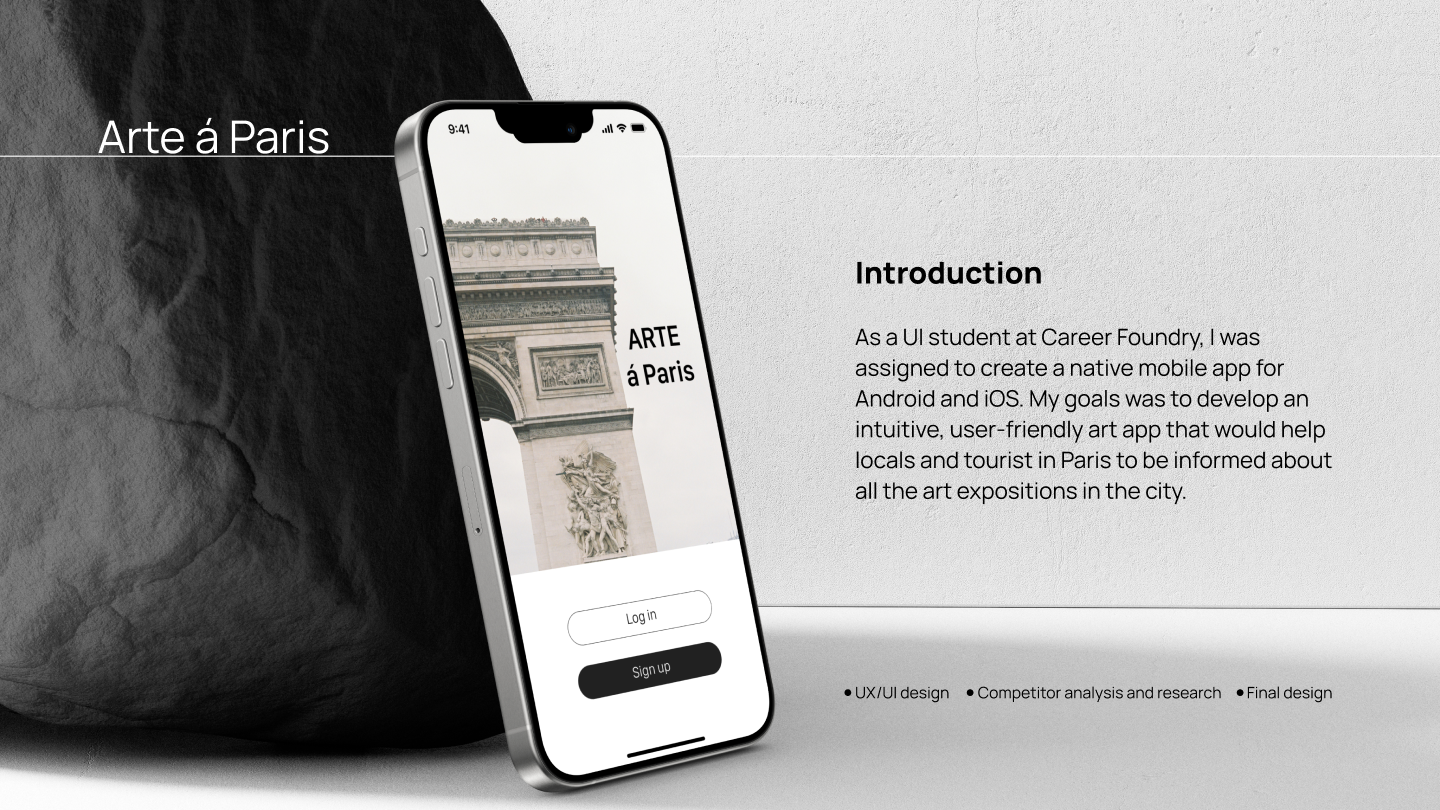 Arte á Paris
9:41
ARTE
á Paris
Log in
Sign up
Introduction
As a UI student at Career Foundry, I was
assigned to create a native mobile app for
Android and iOS. My goals was to develop an
intuitive, user-friendly art app that would help
locals and tourist in Paris to be informed about
all the art expositions in the city.
• UX/UI design • Competitor analysis and research • Final design